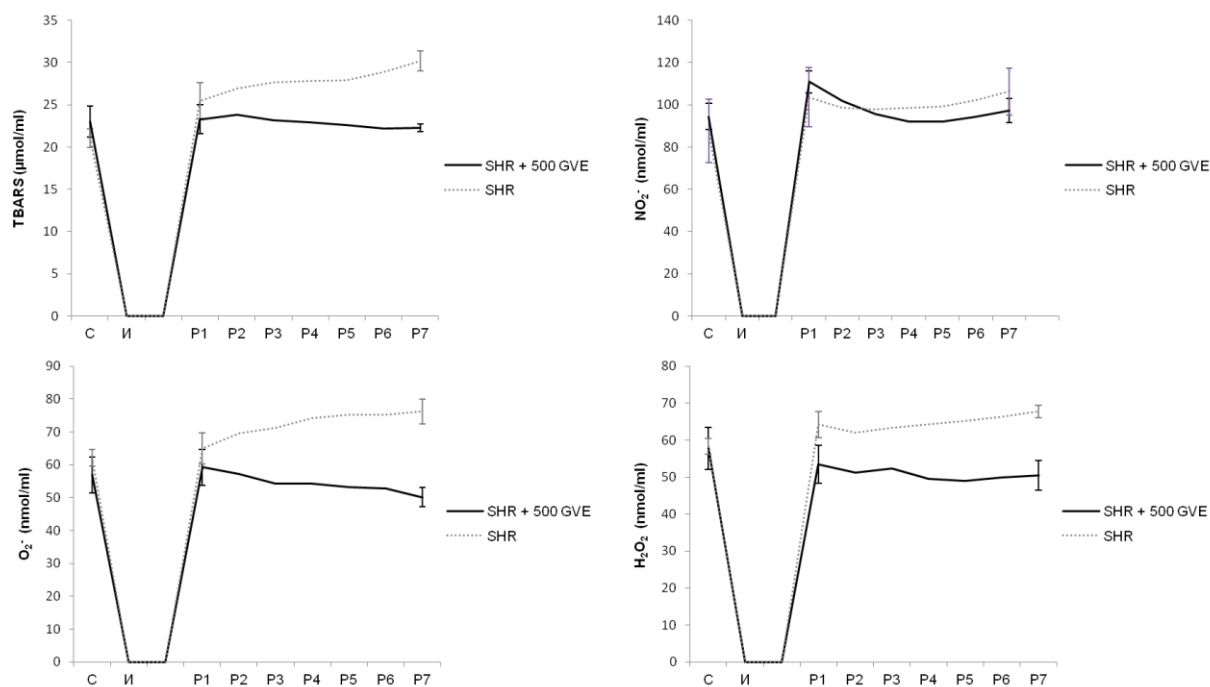 35
30
25
20
15
10
5
0
TBARS (μmol/ml)
С И P1 P2 P3 P4 P5 P6 P7
SHR + 500 GVE
SHR
140
120
100
80
60
40
20
0
NO₂⁻ (nmol/ml)
С И P1 P2 P3 P4 P5 P6 P7
SHR + 500 GVE
SHR
90
80
70
60
50
40
30
20
10
0
O₂⁻ (nmol/ml)
С И P1 P2 P3 P4 P5 P6 P7
SHR + 500 GVE
SHR
80
70
60
50
40
30
20
10
0
H₂O₂ (nmol/ml)
С И P1 P2 P3 P4 P5 P6 P7
SHR + 500 GVE
SHR